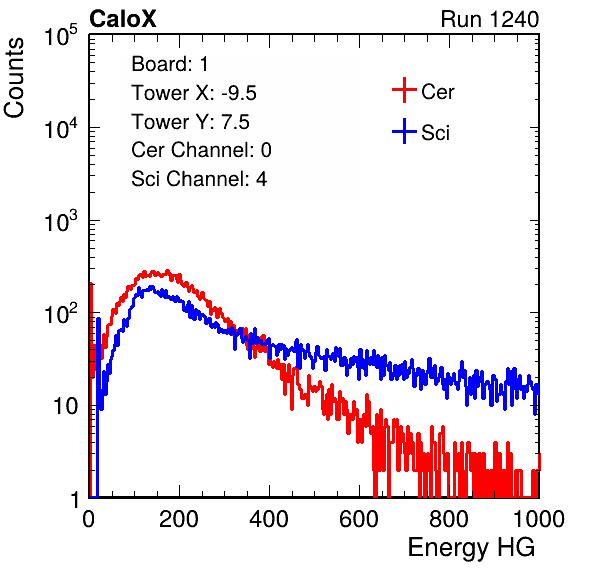 CaloX Run 1240
Counts
Board: 1
Tower X: -9.5
Tower Y: 7.5
Cer Channel: 0
Sci Channel: 4
Cer
Sci
10^5
10^4
10^3
10^2
10
1
0 200 400 600 800 1000
Energy HG